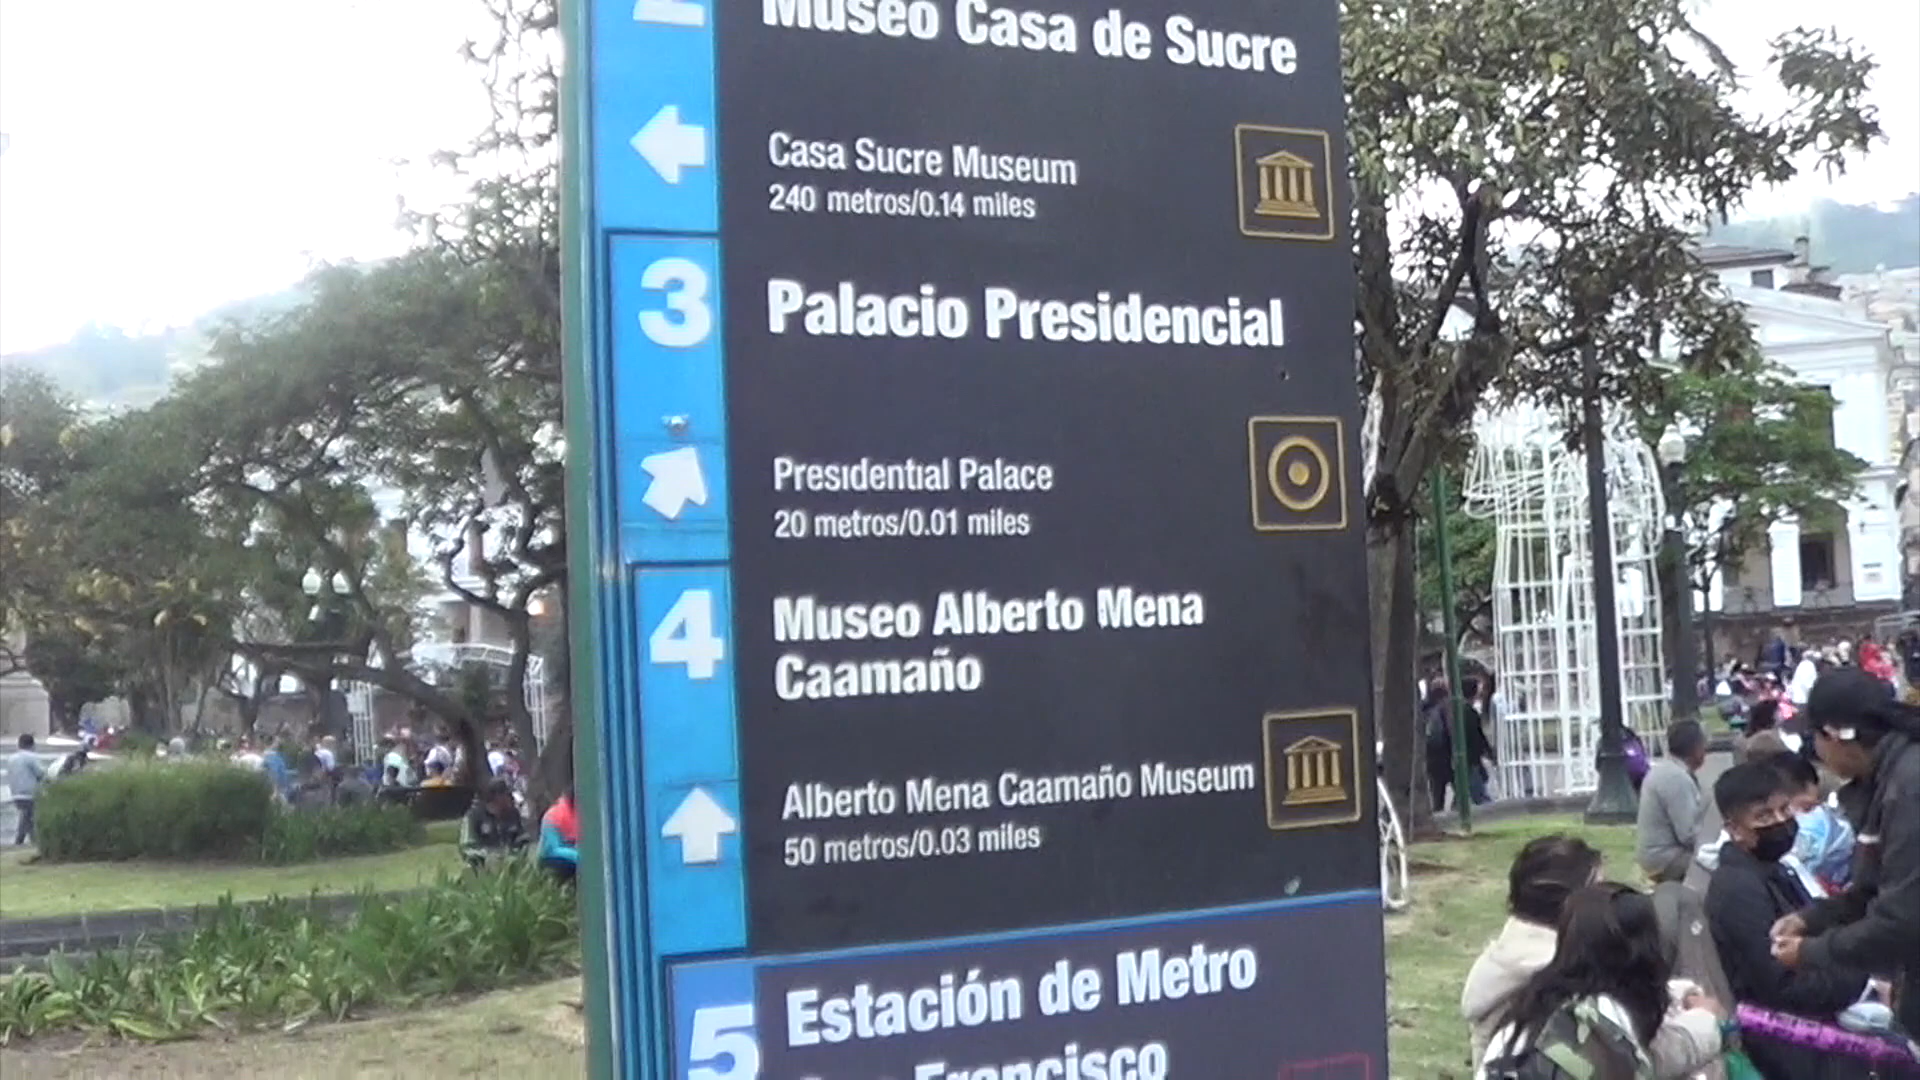 2
Museo Casa de Sucre
Casa Sucre Museum
240 metros/0.14 miles
3
Palacio Presidencial
Presidential Palace
20 metros/0.01 miles
4
Museo Alberto Mena
Caamaño
Alberto Mena Caamaño Museum
50 metros/0.03 miles
5
Estación de Metro
Francisco